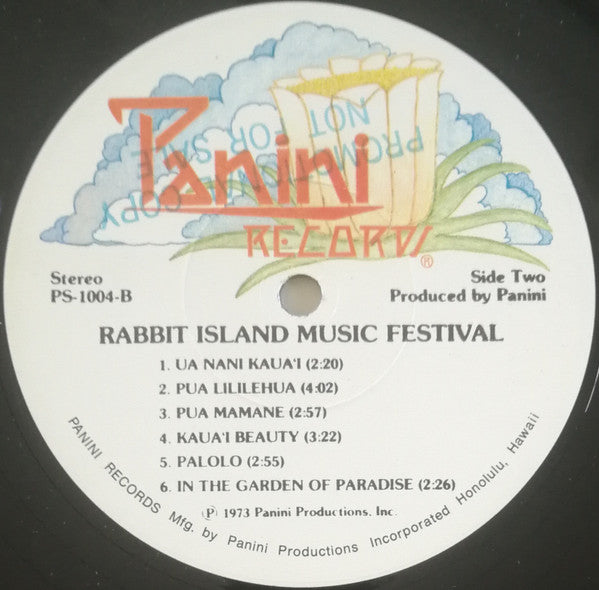 Panini
RECORDS®
PROMOTIONAL COPY
NOT FOR SALE
Stereo
PS-1004-B
Side Two
Produced by Panini
RABBIT ISLAND MUSIC FESTIVAL
1. UA NANI KAUA'I (2:20)
2. PUA LILILEHUA (4:02)
3. PUA MAMANE (2:57)
4. KAUA'I BEAUTY (3:22)
5. PALOLO (2:55)
6. IN THE GARDEN OF PARADISE (2:26)
℗ 1973 Panini Productions, Inc.
PANINI RECORDS Mfg. by Panini Productions Incorporated Honolulu, Hawaii